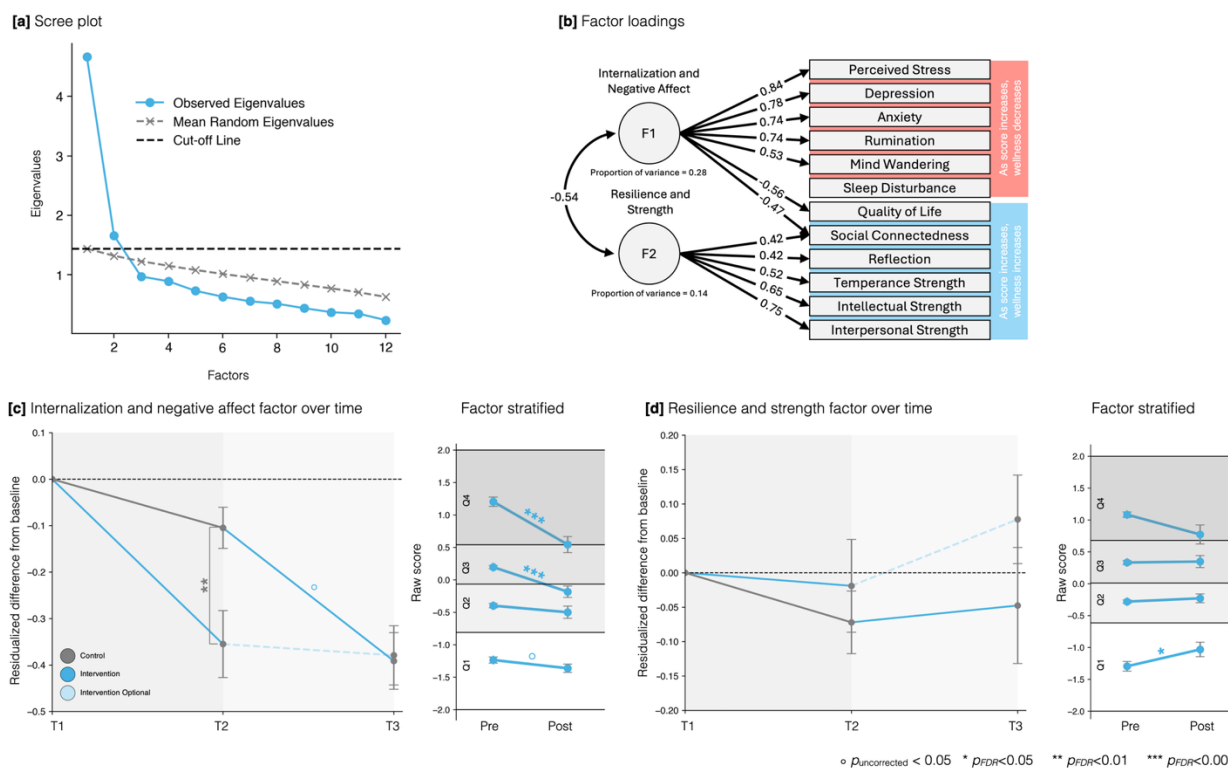 [a] Scree plot
4
3
2
1
Eigenvalues
Observed Eigenvalues
Mean Random Eigenvalues
Cut-off Line
2 4 6 8 10 12
Factors
[b] Factor loadings
Internalization and
Negative Affect
F1
Proportion of variance = 0.28
-0.54
Resilience and
Strength
F2
Proportion of variance = 0.14
0.84
0.78
0.74
0.74
0.53
-0.56
-0.47
0.42
0.42
0.52
0.65
0.75
Perceived Stress
Depression
Anxiety
Rumination
Mind Wandering
Sleep Disturbance
Quality of Life
Social Connectedness
Reflection
Temperance Strength
Intellectual Strength
Interpersonal Strength
As score increases,
wellness decreases
As score increases,
wellness increases
[c] Internalization and negative affect factor over time
0.1
0.0
−0.1
−0.2
−0.3
−0.4
−0.5
Residualized difference from baseline
**
Control
Intervention
Intervention Optional
T1 T2 T3
Factor stratified
2.0
1.5
1.0
0.5
0.0
−0.5
−1.0
−1.5
−2.0
Raw score
Q4
Q3
Q2
Q1
***
***
Pre Post
[d] Resilience and strength factor over time
0.20
0.15
0.10
0.05
0.00
−0.05
−0.10
−0.15
−0.20
Residualized difference from baseline
T1 T2 T3
Factor stratified
2.0
1.5
1.0
0.5
0.0
−0.5
−1.0
−1.5
−2.0
Raw score
Q4
Q3
Q2
Q1
*
Pre Post
° puncorrected < 0.05 * pFDR<0.05 ** pFDR<0.01 *** pFDR<0.00